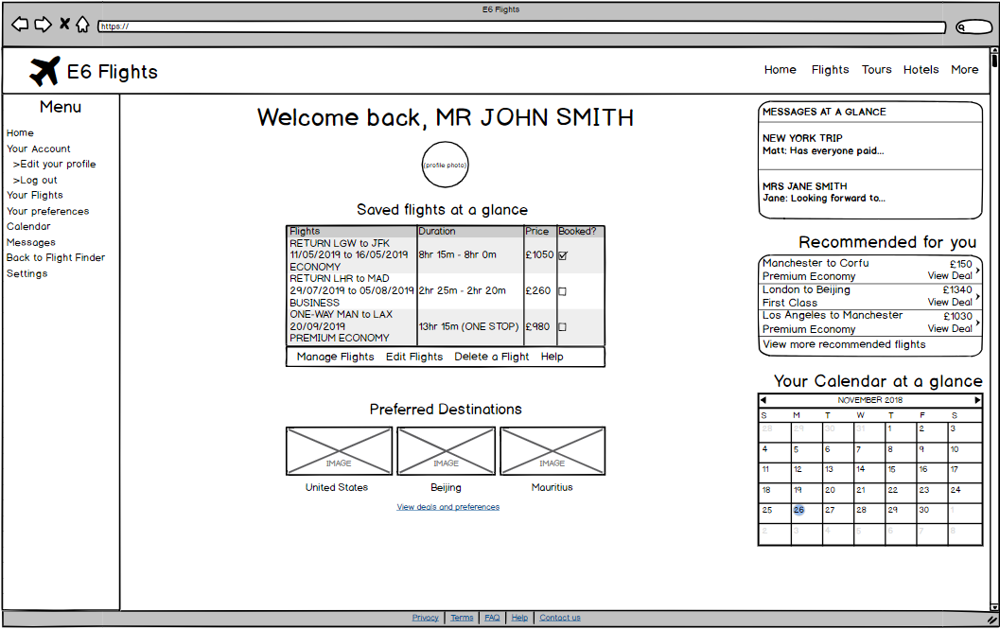 E6 Flights
https://
E6 Flights
Home Flights Tours Hotels More
Menu
Home
Your Account
>Edit your profile
>Log out
Your Flights
Your preferences
Calendar
Messages
Back to Flight Finder
Settings
Welcome back, MR JOHN SMITH
(profile photo)
Saved flights at a glance
Flights Duration Price Booked?
RETURN LGW to JFK
11/05/2019 to 16/05/2019 8hr 15m - 8hr 0m £1050
ECONOMY
RETURN LHR to MAD
29/07/2019 to 05/08/2019 2hr 25m - 2hr 20m £260
BUSINESS
ONE-WAY MAN to LAX
20/09/2019 13hr 15m (ONE STOP) £980
PREMIUM ECONOMY
Manage Flights Edit Flights Delete a Flight Help
Preferred Destinations
IMAGE IMAGE IMAGE
United States Beijing Mauritius
View deals and preferences
MESSAGES AT A GLANCE
NEW YORK TRIP
Matt: Has everyone paid...
MRS JANE SMITH
Jane: Looking forward to...
Recommended for you
Manchester to Corfu £150
Premium Economy View Deal
London to Beijing £1340
First Class View Deal
Los Angeles to Manchester £1030
Premium Economy View Deal
View more recommended flights
Your Calendar at a glance
NOVEMBER 2018
S M T W T F S
28 29 30 31 1 2 3
4 5 6 7 8 9 10
11 12 13 14 15 16 17
18 19 20 21 22 23 24
25 26 27 28 29 30 1
2 3 4 5 6 7 8
Privacy Terms FAQ Help Contact us